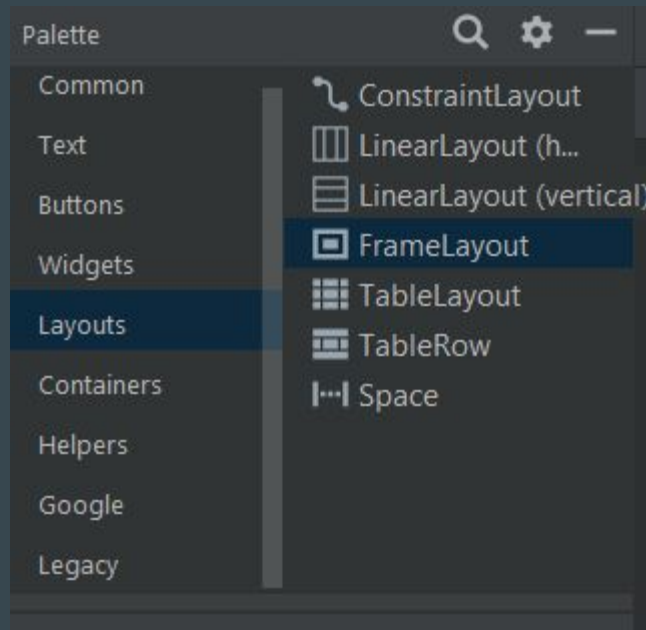 Palette
Common
Text
Buttons
Widgets
Layouts
Containers
Helpers
Google
Legacy
ConstraintLayout
LinearLayout (h...
LinearLayout (vertical)
FrameLayout
TableLayout
TableRow
Space